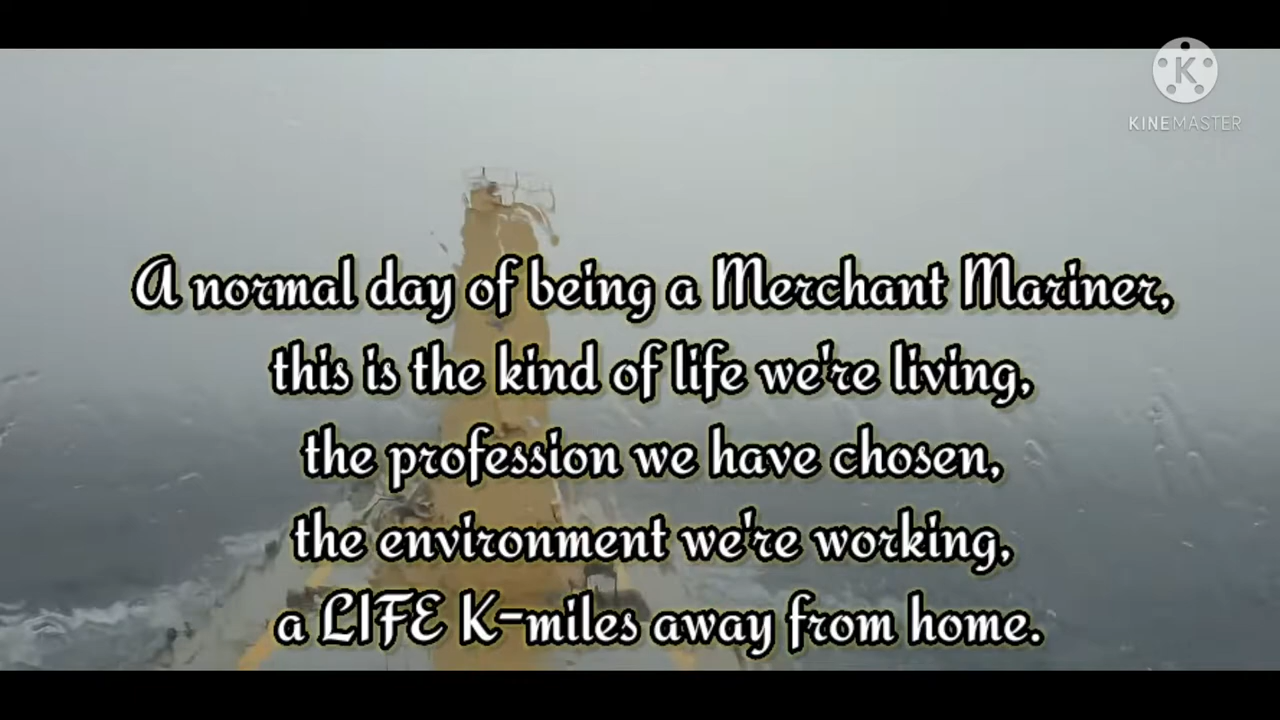 KINEMASTER
A normal day of being a Merchant Mariner,
this is the kind of life we're living,
the profession we have chosen,
the environment we're working,
a LIFE K-miles away from home.